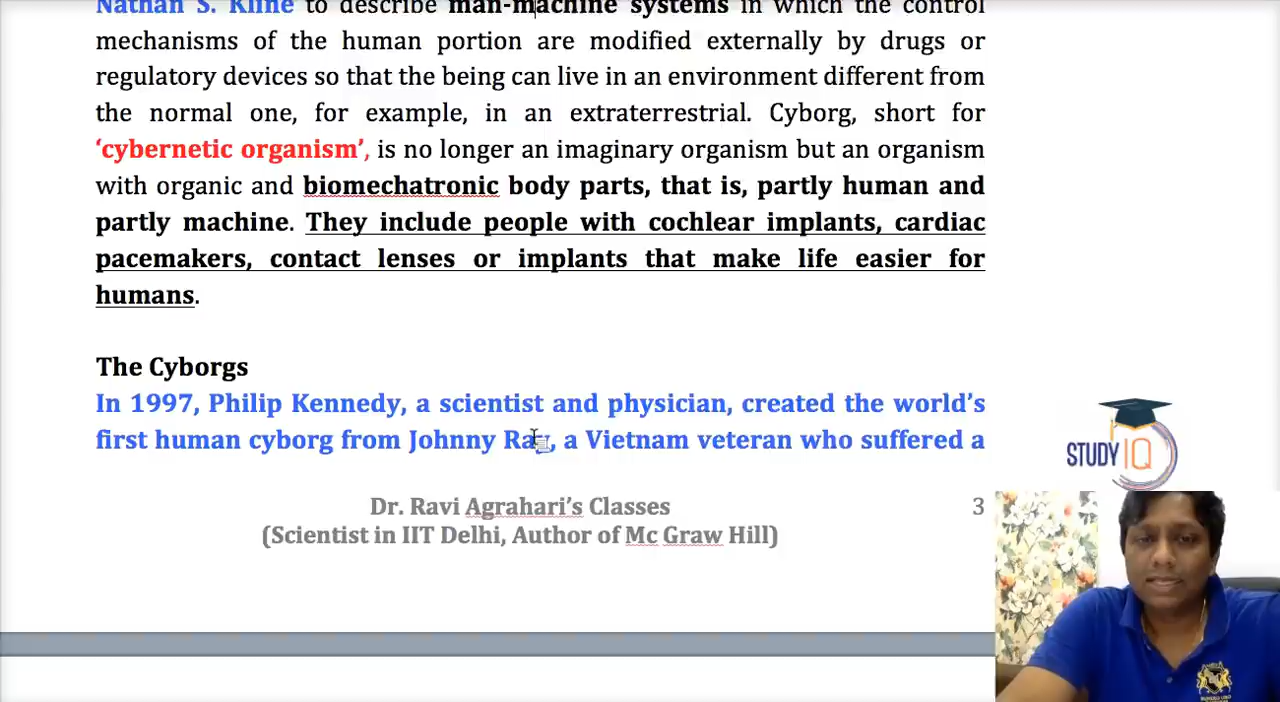 Nathan S. Kline to describe man-machine systems in which the control
mechanisms of the human portion are modified externally by drugs or
regulatory devices so that the being can live in an environment different from
the normal one, for example, in an extraterrestrial. Cyborg, short for
‘cybernetic organism’, is no longer an imaginary organism but an organism
with organic and biomechatronic body parts, that is, partly human and
partly machine. They include people with cochlear implants, cardiac
pacemakers, contact lenses or implants that make life easier for
humans.
The Cyborgs
In 1997, Philip Kennedy, a scientist and physician, created the world’s
first human cyborg from Johnny Ray, a Vietnam veteran who suffered a
STUDY IQ
Dr. Ravi Agrahari’s Classes 3
(Scientist in IIT Delhi, Author of Mc Graw Hill)